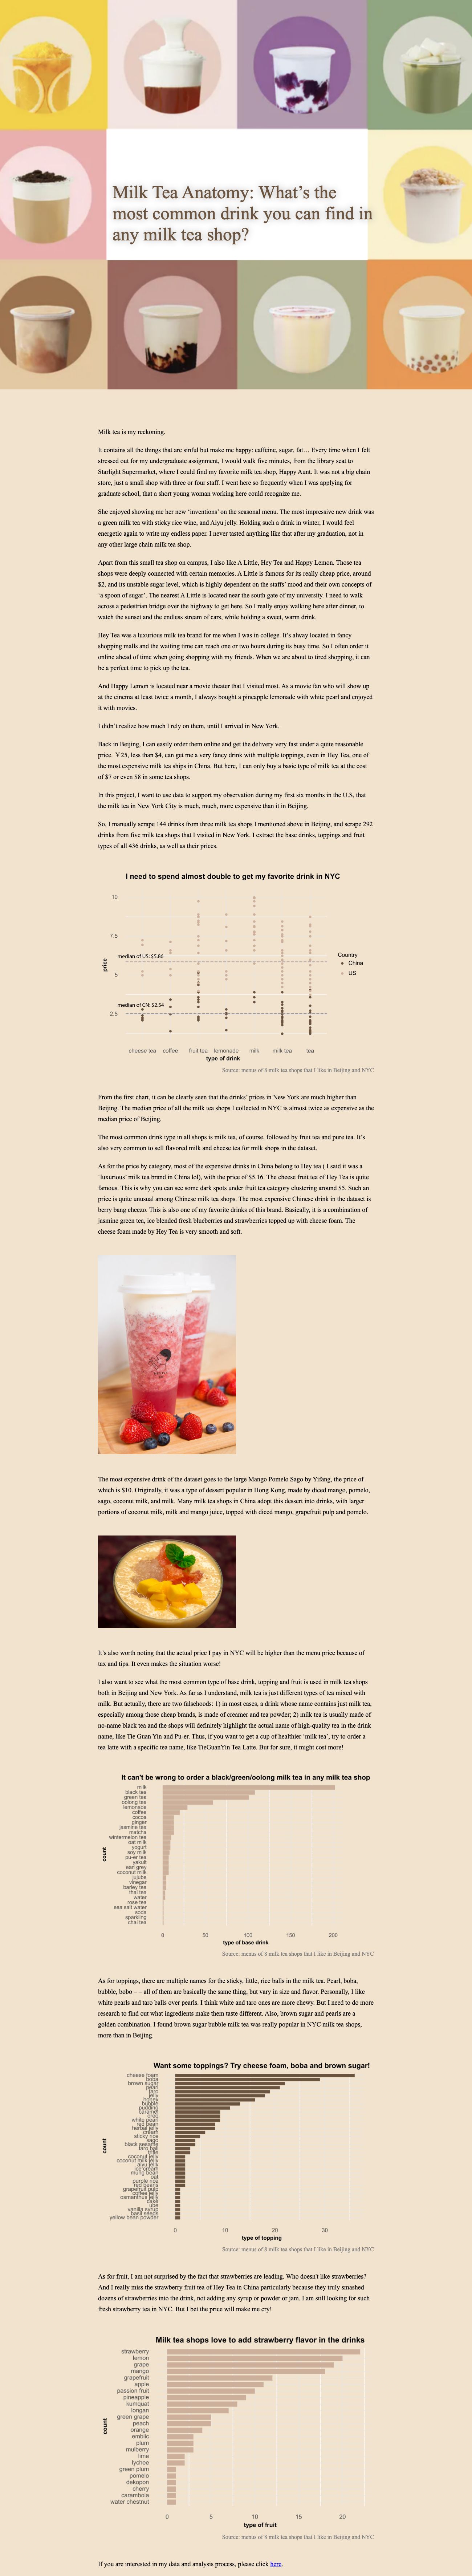 Milk Tea Anatomy: What’s the
most common drink you can find in
any milk tea shop?
Milk tea is my reckoning.
It contains all the things that are sinful but make me happy: caffeine, sugar, fat… Every time when I felt
stressed out for my undergraduate assignment, I would walk five minutes, from the library seat to
Starlight Supermarket, where I could find my favorite milk tea shop, Happy Aunt. It was not a big chain
store, just a small shop with three or four staff. I went here so frequently when I was applying for
graduate school, that a short young woman working here could recognize me.
She enjoyed showing me her new ‘inventions’ on the seasonal menu. The most impressive new drink was
a green milk tea with sticky rice wine, and Aiyu jelly. Holding such a drink in winter, I would feel
energetic again to write my endless paper. I never tasted anything like that after my graduation, not in
any other large chain milk tea shop.
Apart from this small tea shop on campus, I also like A Little, Hey Tea and Happy Lemon. Those tea
shops were deeply connected with certain memories. A Little is famous for its really cheap price, around
$2, and its unstable sugar level, which is highly dependent on the staffs’ mood and their own concepts of
‘a spoon of sugar’. The nearest A Little is located near the south gate of my university. I need to walk
across a pedestrian bridge over the highway to get here. So I really enjoy walking here after dinner, to
watch the sunset and the endless stream of cars, while holding a sweet, warm drink.
Hey Tea was a luxurious milk tea brand for me when I was in college. It’s alway located in fancy
shopping malls and the waiting time can reach one or two hours during its busy time. So I often order it
online ahead of time when going shopping with my friends. When we are about to tired shopping, it can
be a perfect time to pick up the tea.
And Happy Lemon is located near a movie theater that I visited most. As a movie fan who will show up
at the cinema at least twice a month, I always bought a pineapple lemonade with white pearl and enjoyed
it with movies.
I didn’t realize how much I rely on them, until I arrived in New York.
Back in Beijing, I can easily order them online and get the delivery very fast under a quite reasonable
price. ￥25, less than $4, can get me a very fancy drink with multiple toppings, even in Hey Tea, one of
the most expensive milk tea ships in China. But here, I can only buy a basic type of milk tea at the cost
of $7 or even $8 in some tea shops.
In this project, I want to use data to support my observation during my first six months in the U.S, that
the milk tea in New York City is much, much, more expensive than it in Beijing.
So, I manually scrape 144 drinks from three milk tea shops I mentioned above in Beijing, and scrape 292
drinks from five milk tea shops that I visited in New York. I extract the base drinks, toppings and fruit
types of all 436 drinks, as well as their prices.
I need to spend almost double to get my favorite drink in NYC
10
7.5
median of US: $5.86
5
median of CN: $2.54
2.5
price
Country
China
US
cheese tea coffee fruit tea lemonade milk milk tea tea
type of drink
Source: menus of 8 milk tea shops that I like in Beijing and NYC
From the first chart, it can be clearly seen that the drinks’ prices in New York are much higher than
Beijing. The median price of all the milk tea shops I collected in NYC is almost twice as expensive as the
median price of Beijing.
The most common drink type in all shops is milk tea, of course, followed by fruit tea and pure tea. It’s
also very common to sell flavored milk and cheese tea for milk shops in the dataset.
As for the price by category, most of the expensive drinks in China belong to Hey tea ( I said it was a
‘luxurious’ milk tea brand in China lol), with the price of $5.16. The cheese fruit tea of Hey Tea is quite
famous. This is why you can see some dark spots under fruit tea category clustering around $5. Such an
price is quite unusual among Chinese milk tea shops. The most expensive Chinese drink in the dataset is
berry bang cheezo. This is also one of my favorite drinks of this brand. Basically, it is a combination of
jasmine green tea, ice blended fresh blueberries and strawberries topped up with cheese foam. The
cheese foam made by Hey Tea is very smooth and soft.
The most expensive drink of the dataset goes to the large Mango Pomelo Sago by Yifang, the price of
which is $10. Originally, it was a type of dessert popular in Hong Kong, made by diced mango, pomelo,
sago, coconut milk, and milk. Many milk tea shops in China adopt this dessert into drinks, with larger
portions of coconut milk, milk and mango juice, topped with diced mango, grapefruit pulp and pomelo.
It’s also worth noting that the actual price I pay in NYC will be higher than the menu price because of
tax and tips. It even makes the situation worse!
I also want to see what the most common type of base drink, topping and fruit is used in milk tea shops
both in Beijing and New York. As far as I understand, milk tea is just different types of tea mixed with
milk. But actually, there are two falsehoods: 1) in most cases, a drink whose name contains just milk tea,
especially among those cheap brands, is made of creamer and tea powder; 2) milk tea is usually made of
no-name black tea and the shops will definitely highlight the actual name of high-quality tea in the drink
name, like Tie Guan Yin and Pu-er. Thus, if you want to get a cup of healthier ‘milk tea’, try to order a
tea latte with a specific tea name, like TieGuanYin Tea Latte. But for sure, it might cost more!
It can't be wrong to order a black/green/oolong milk tea in any milk tea shop
milk
black tea
green tea
oolong tea
lemonade
coffee
cocoa
ginger
jasmine tea
matcha
wintermelon tea
oat milk
yogurt
soy milk
pu-er tea
yakult
earl grey
coconut milk
jujube
vinegar
barley tea
thai tea
water
rose tea
sea salt water
soda
sparkling
chai tea
count
0 50 100 150 200
type of base drink
Source: menus of 8 milk tea shops that I like in Beijing and NYC
As for toppings, there are multiple names for the sticky, little, rice balls in the milk tea. Pearl, boba,
bubble, bobo – – all of them are basically the same thing, but vary in size and flavor. Personally, I like
white pearls and taro balls over pearls. I think white and taro ones are more chewy. But I need to do more
research to find out what ingredients make them taste different. Also, brown sugar and pearls are a
golden combination. I found brown sugar bubble milk tea was really popular in NYC milk tea shops,
more than in Beijing.
Want some toppings? Try cheese foam, boba and brown sugar!
cheese foam
boba
brown sugar
pearl
taro
jelly
honey
bubble
pudding
caramel
oreo
white pearl
red bean
herbal jelly
cream
sticky rice
sago
black sesame
taro ball
coconut jelly
coconut milk jelly
aiyu jelly
ice cream
mung bean
oat
purple rice
red beans
grapefruit pulp
coffee jelly
osmanthus jelly
cake
vanilla syrup
basil seeds
yellow bean powder
count
0 10 20 30
type of topping
Source: menus of 8 milk tea shops that I like in Beijing and NYC
As for fruit, I am not surprised by the fact that strawberries are leading. Who doesn't like strawberries?
And I really miss the strawberry fruit tea of Hey Tea in China particularly because they truly smashed
dozens of strawberries into the drink, not adding any syrup or powder or jam. I am still looking for such
fresh strawberry tea in NYC. But I bet the price will make me cry!
Milk tea shops love to add strawberry flavor in the drinks
strawberry
lemon
grape
mango
grapefruit
apple
passion fruit
pineapple
kumquat
longan
green grape
peach
orange
emblic
plum
mulberry
lime
lychee
green plum
pomelo
dekopon
cherry
carambola
water chestnut
count
0 5 10 15 20
type of fruit
Source: menus of 8 milk tea shops that I like in Beijing and NYC
If you are interested in my data and analysis process, please click here.